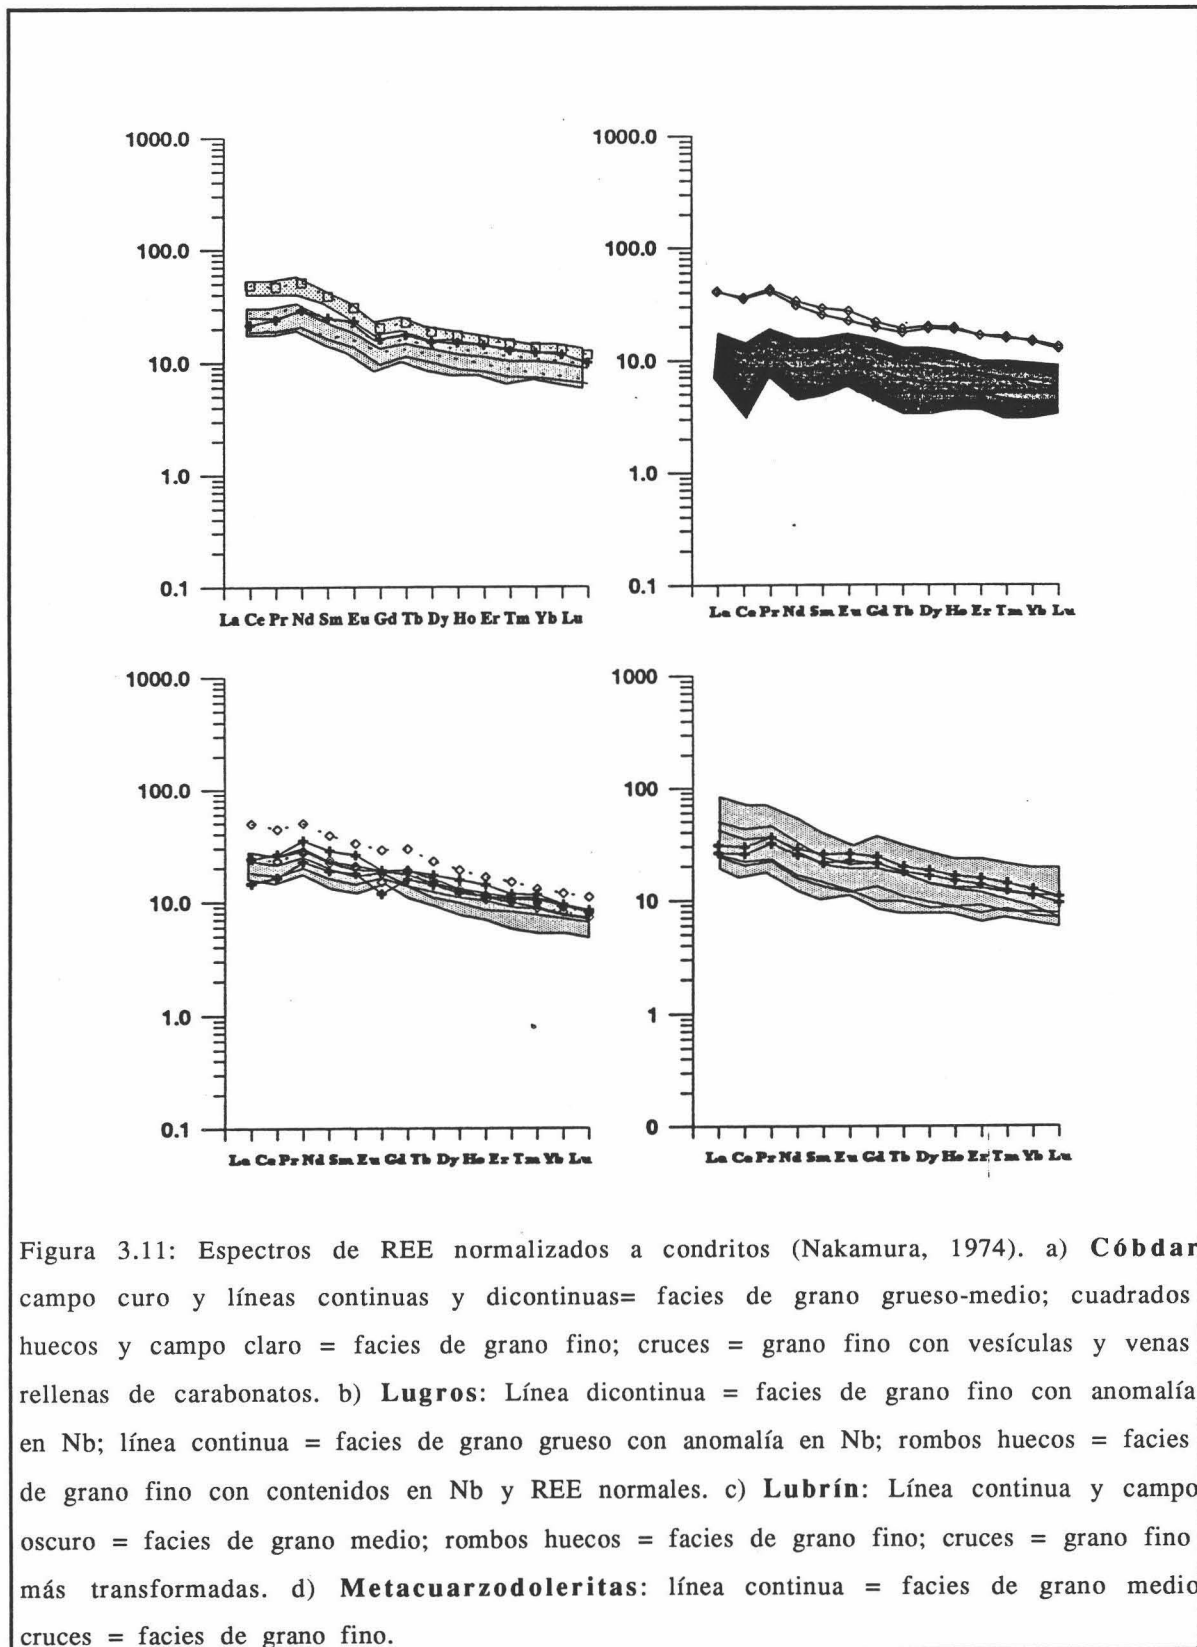 1000.0
100.0
10.0
1.0
0.1
La Ce Pr Nd Sm Eu Gd Tb Dy Ho Er Tm Yb Lu
1000.0
100.0
10.0
1.0
0.1
La Ce Pr Nd Sm Eu Gd Tb Dy Ho Er Tm Yb Lu
1000.0
100.0
10.0
1.0
0.1
La Ce Pr Nd Sm Eu Gd Tb Dy Ho Er Tm Yb Lu
1000
100
10
1
0
La Ce Pr Nd Sm Eu Gd Tb Dy Ho Er Tm Yb Lu
Figura 3.11: Espectros de REE normalizados a condritos (Nakamura, 1974). a) Cóbdar
campo curo y líneas continuas y dicontinuas= facies de grano grueso-medio; cuadrados
huecos y campo claro = facies de grano fino; cruces = grano fino con vesículas y venas
rellenas de carabonatos. b) Lugros: Línea dicontinua = facies de grano fino con anomalía
en Nb; línea continua = facies de grano grueso con anomalía en Nb; rombos huecos = facies
de grano fino con contenidos en Nb y REE normales. c) Lubrín: Línea continua y campo
oscuro = facies de grano medio; rombos huecos = facies de grano fino; cruces = grano fino
más transformadas. d) Metacuarzodoleritas: línea continua = facies de grano medio
cruces = facies de grano fino.